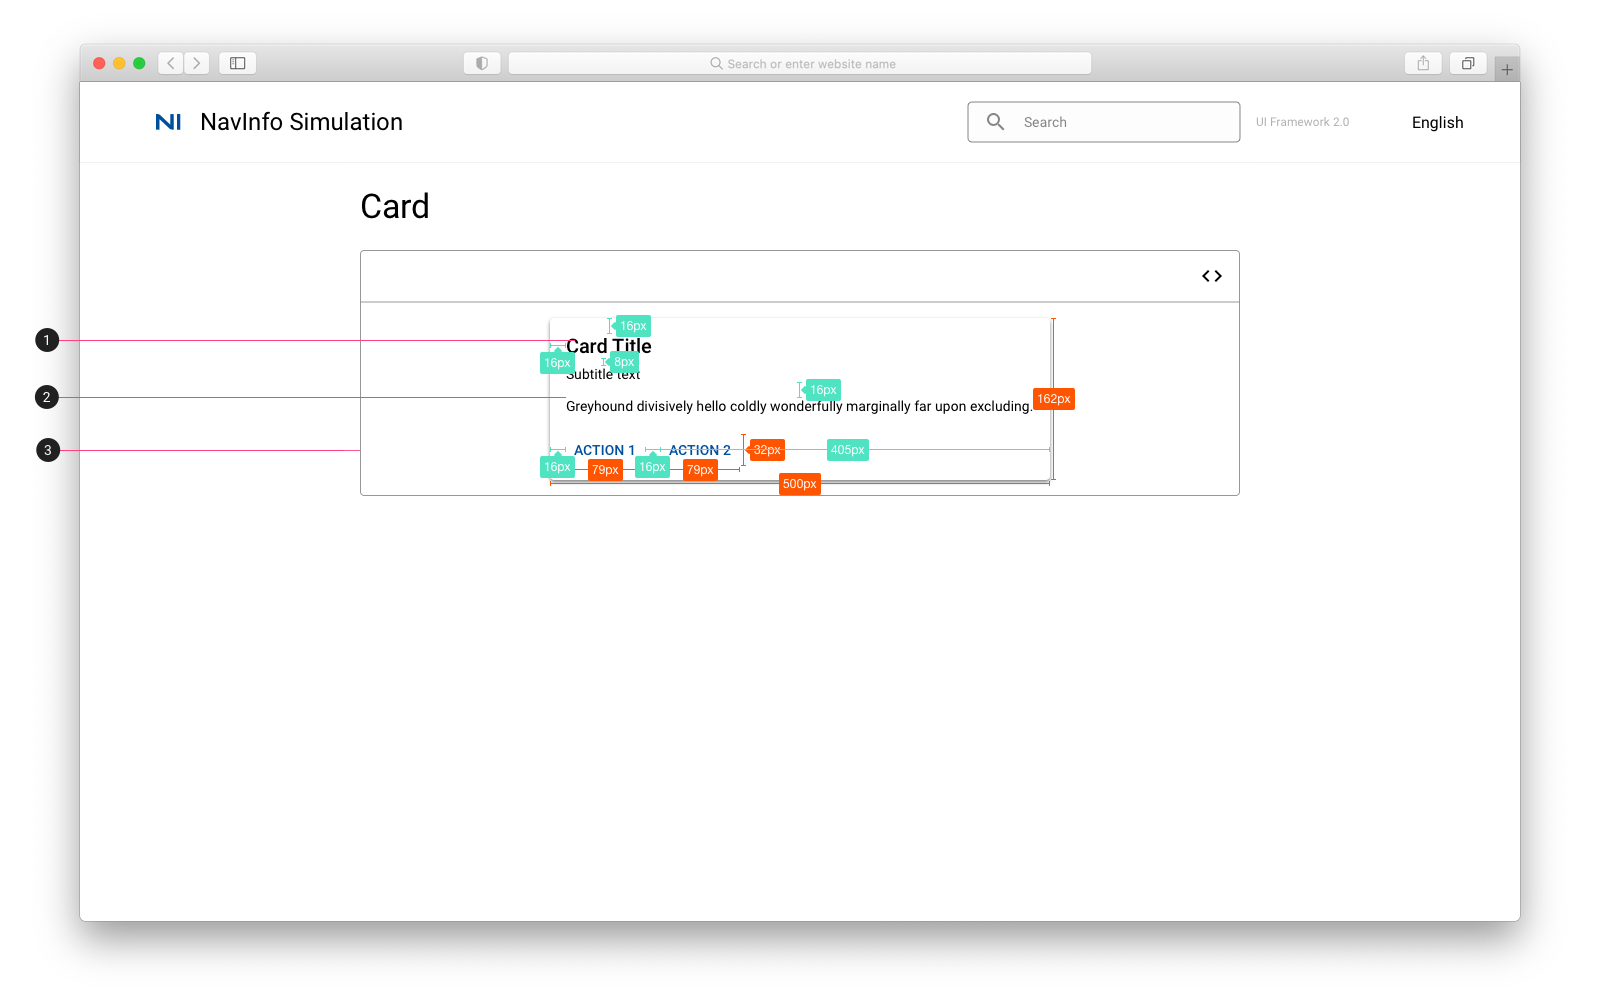 Search or enter website name
NI NavInfo Simulation
Search
UI Framework 2.0
English
Card
<>
16px
1
Card Title
16px
8px
Subtitle text
16px
2
162px
Greyhound divisively hello coldly wonderfully marginally far upon excluding.
3
ACTION 1
ACTION 2
32px
405px
16px
79px
16px
79px
500px